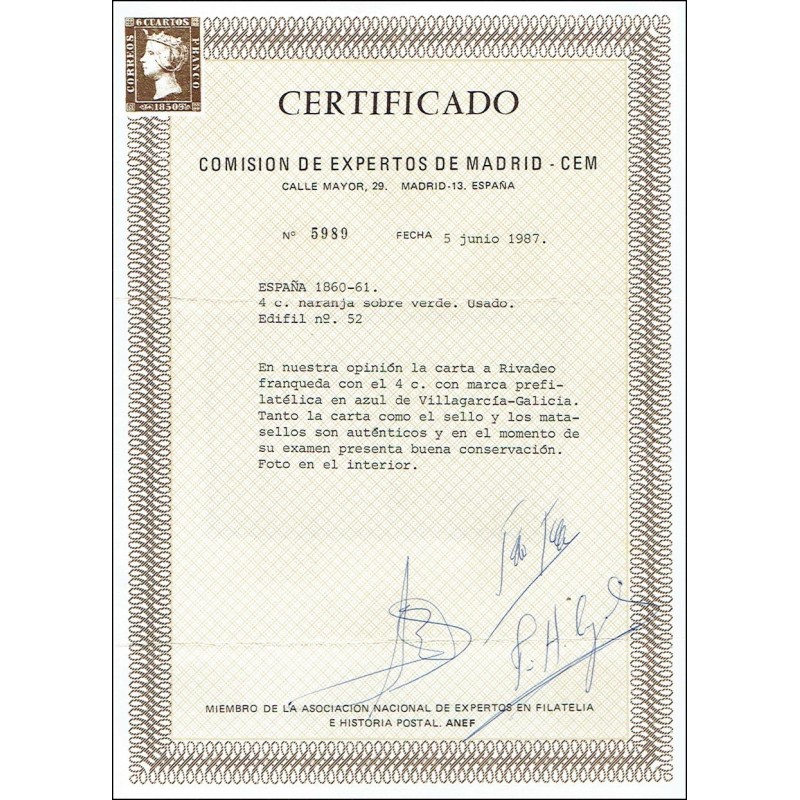 6 CUARTOS
CORREOS
FRANCO
1850
CERTIFICADO
COMISION DE EXPERTOS DE MADRID - CEM
CALLE MAYOR, 29. MADRID-13. ESPAÑA
Nº 5989 FECHA 5 junio 1987.
ESPAÑA 1860-61.
4 c. naranja sobre verde. Usado.
Edifil nº. 52
En nuestra opinión la carta a Rivadeo
franqueda con el 4 c. con marca prefi-
latélica en azul de Villagarcía-Galicia.
Tanto la carta como el sello y los mata-
sellos son auténticos y en el momento de
su examen presenta buena conservación.
Foto en el interior.
MIEMBRO DE LA ASOCIACION NACIONAL DE EXPERTOS EN FILATELIA
E HISTORIA POSTAL. ANEF